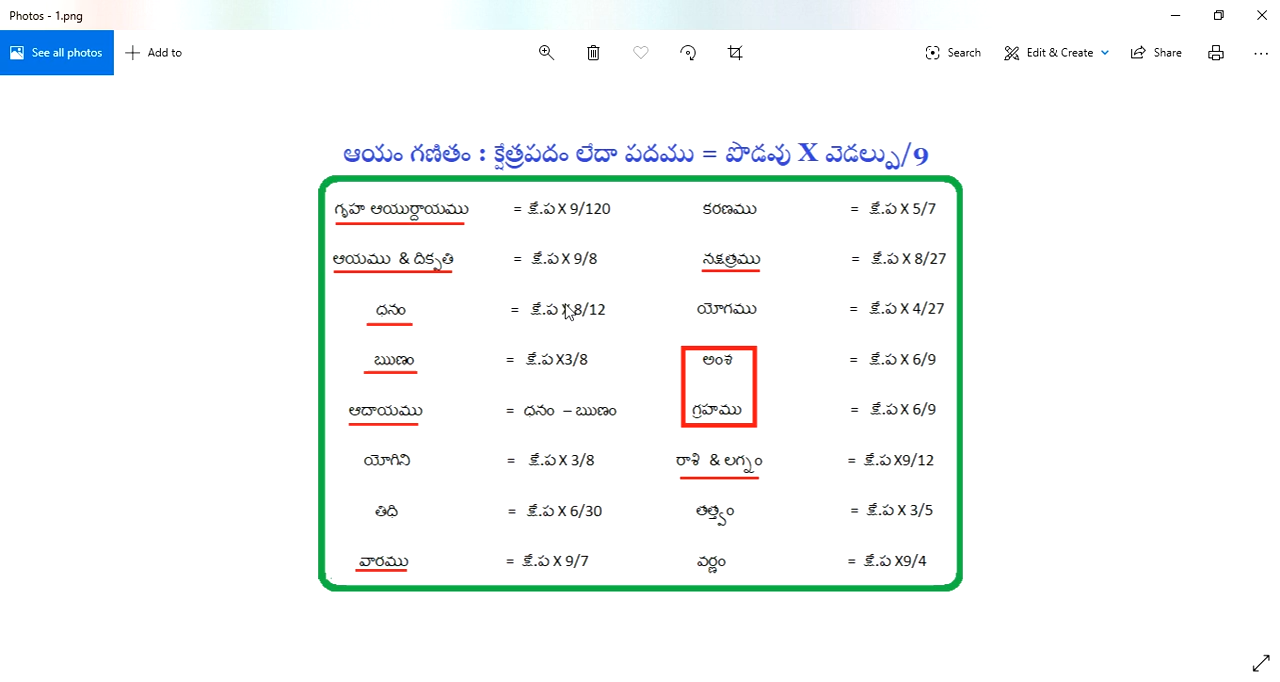 Photos - 1.png
See all photos
Add to
Search
Edit & Create
Share
...
ఆయం గణితం : క్షేత్రపదం లేదా పదము = పొడవు X వెడల్పు/9
గృహ ఆయుర్దాయము = క్షే.ప X 9/120 కరణము = క్షే.ప X 5/7
ఆయము & దిక్పతి = క్షే.ప X 9/8 నక్షత్రము = క్షే.ప X 8/27
ధనం = క్షే.ప X 8/12 యోగము = క్షే.ప X 4/27
ఋణం = క్షే.ప X3/8 అంశ = క్షే.ప X 6/9
ఆదాయము = ధనం – ఋణం గ్రహము = క్షే.ప X 6/9
యోగిని = క్షే.ప X 3/8 రాశి & లగ్నం = క్షే.ప X9/12
తిధి = క్షే.ప X 6/30 తత్త్వం = క్షే.ప X 3/5
వారము = క్షే.ప X 9/7 వర్ణం = క్షే.ప X9/4